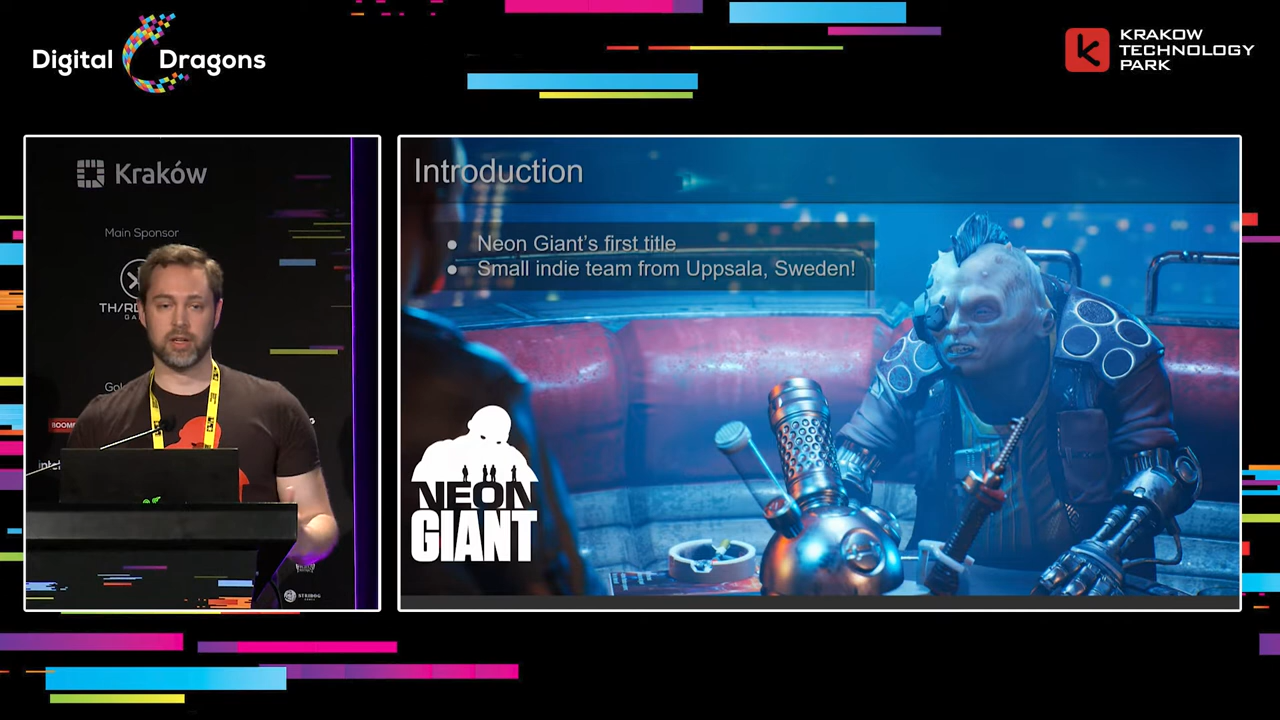 Digital Dragons
KRAKOW
TECHNOLOGY
PARK
Kraków
Main Sponsor
Introduction
● Neon Giant's first title
● Small indie team from Uppsala, Sweden!
NEON
GIANT